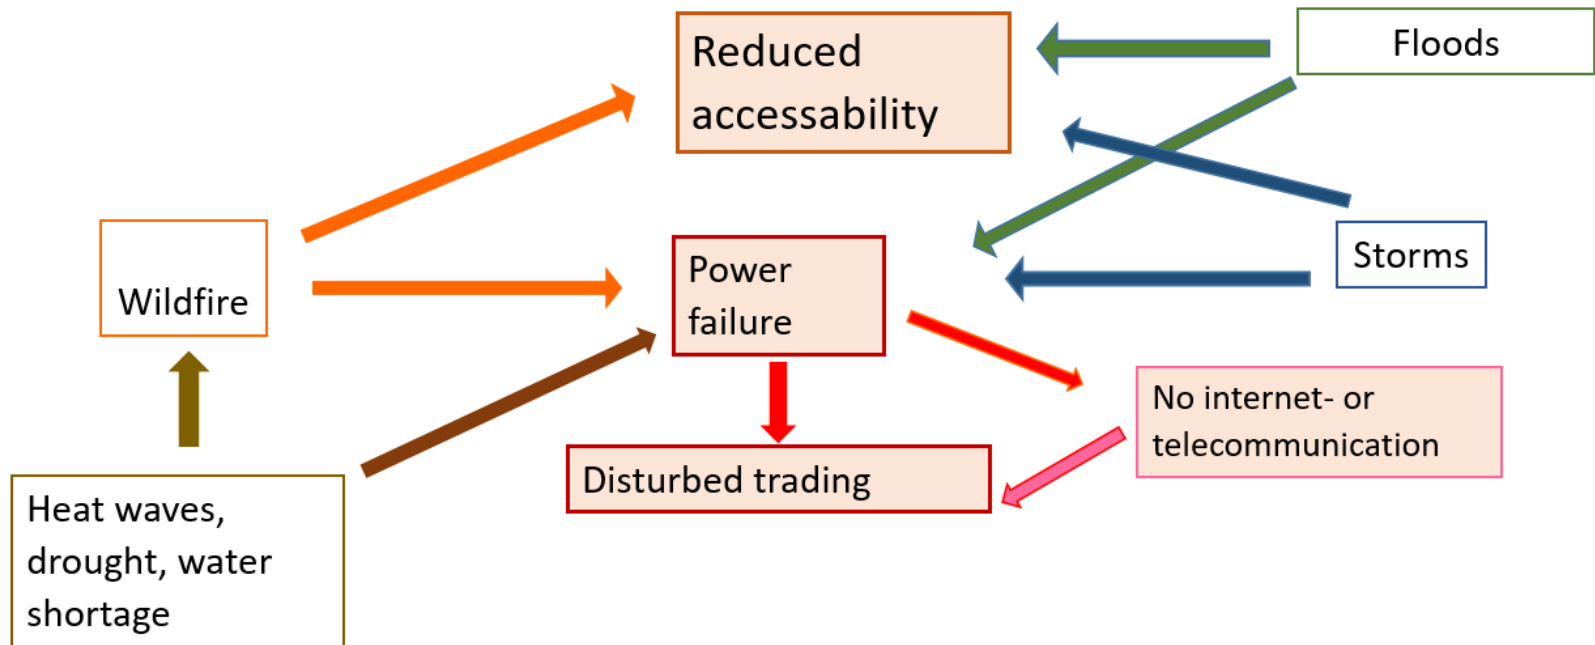 Reduced
accessability
Floods
Wildfire
Power
failure
Storms
No internet- or
telecommunication
Disturbed trading
Heat waves,
drought, water
shortage